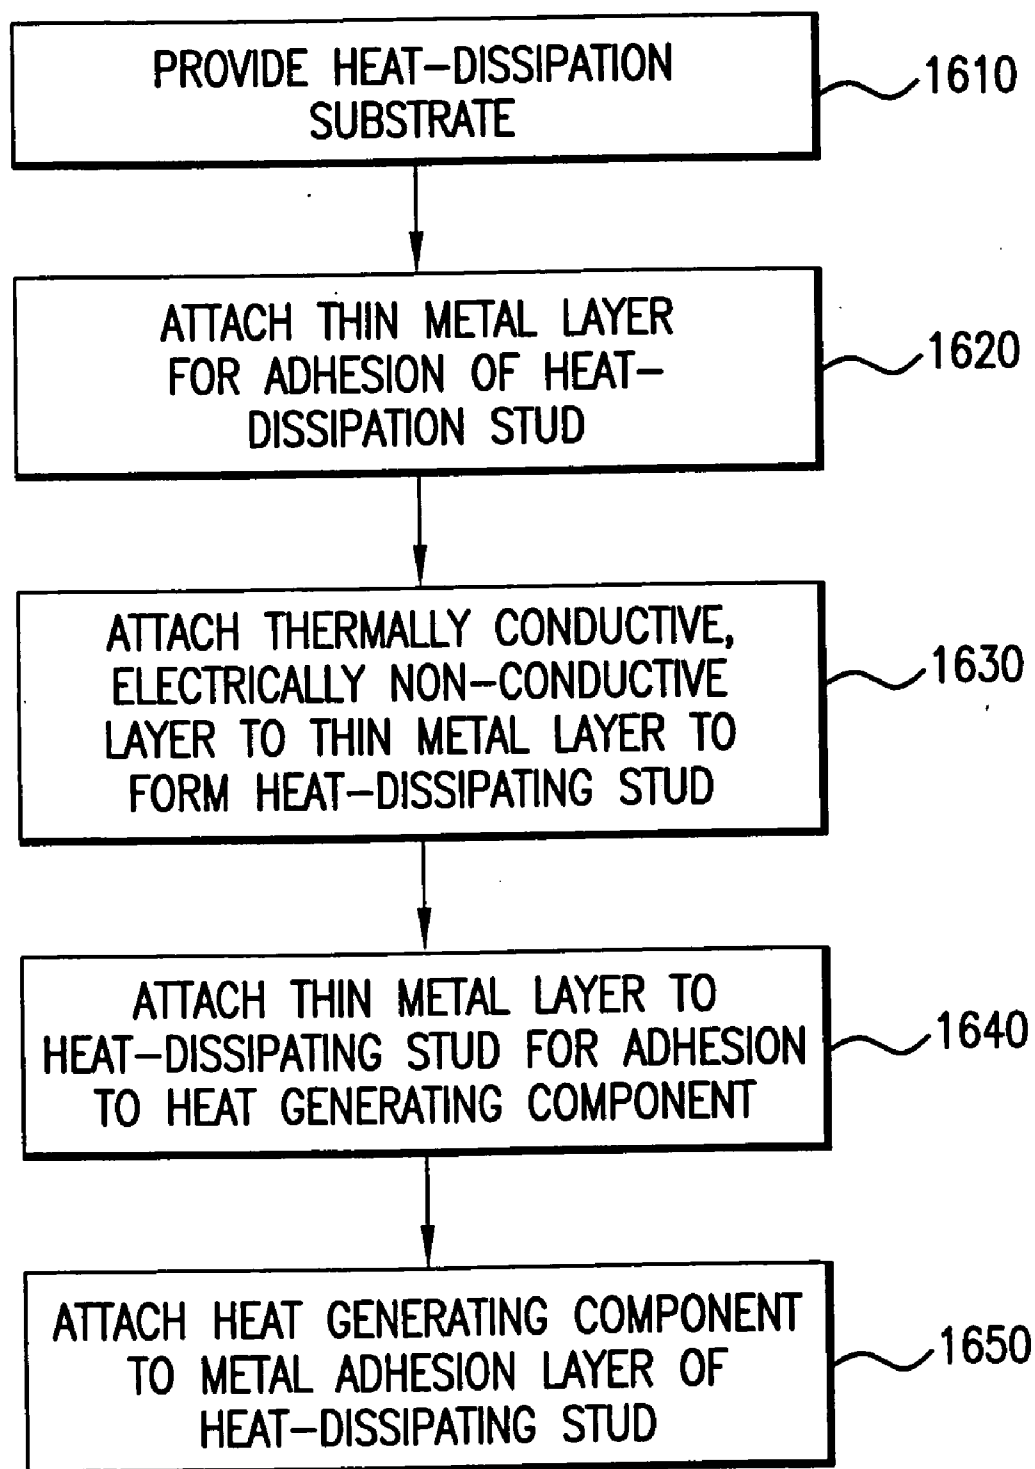 PROVIDE HEAT-DISSIPATION
SUBSTRATE
1610
ATTACH THIN METAL LAYER
FOR ADHESION OF HEAT-
DISSIPATION STUD
1620
ATTACH THERMALLY CONDUCTIVE,
ELECTRICALLY NON-CONDUCTIVE
LAYER TO THIN METAL LAYER TO
FORM HEAT-DISSIPATING STUD
1630
ATTACH THIN METAL LAYER TO
HEAT-DISSIPATING STUD FOR ADHESION
TO HEAT GENERATING COMPONENT
1640
ATTACH HEAT GENERATING COMPONENT
TO METAL ADHESION LAYER OF
HEAT-DISSIPATING STUD
1650